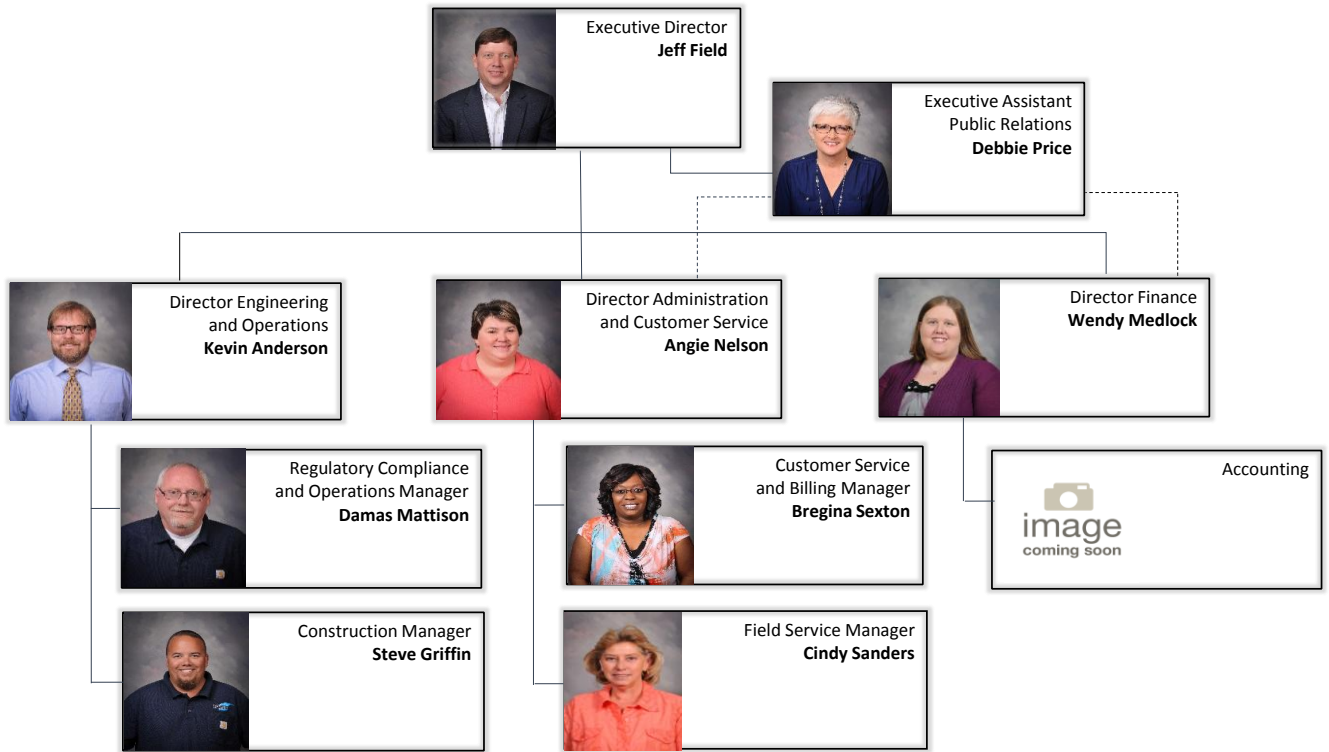 Executive Director
Jeff Field
Executive Assistant
Public Relations
Debbie Price
Director Engineering
and Operations
Kevin Anderson
Director Administration
and Customer Service
Angie Nelson
Director Finance
Wendy Medlock
Regulatory Compliance
and Operations Manager
Damas Mattison
Customer Service
and Billing Manager
Bregina Sexton
Accounting
image
coming soon
Construction Manager
Steve Griffin
Field Service Manager
Cindy Sanders